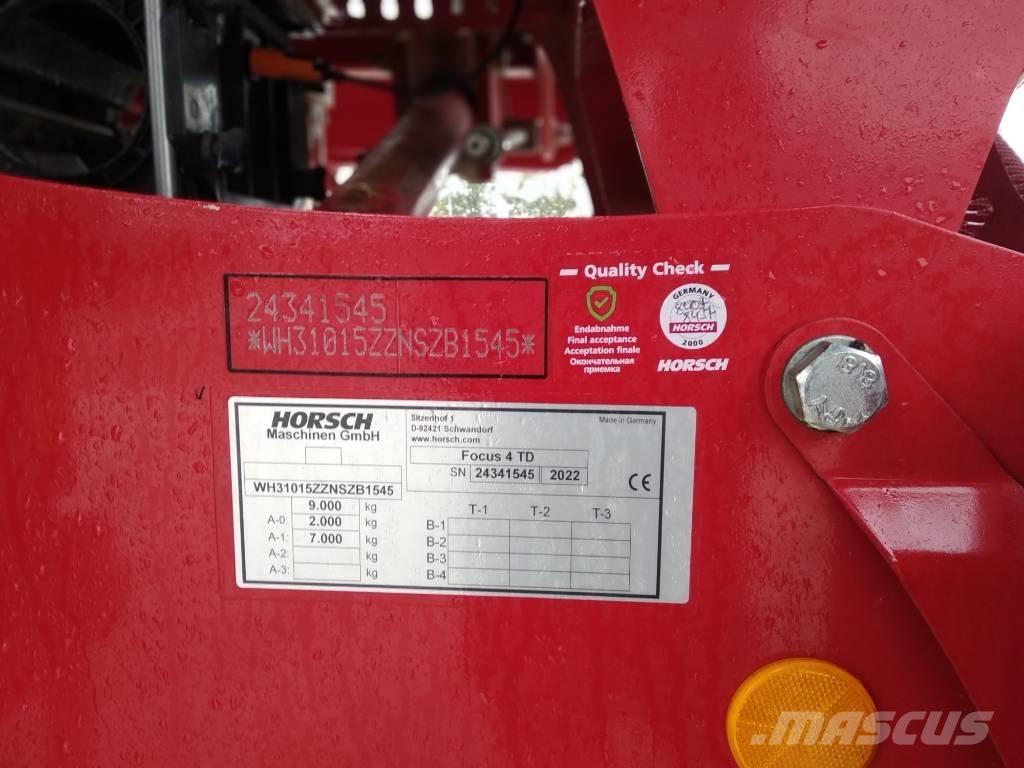 24341545
*WH31015ZZNSZB1545*
Quality Check
Endabnahme
Final acceptance
Acceptation finale
Окончательная
приемка
GERMANY
HORSCH
2000
HORSCH
HORSCH
Maschinen GmbH
Sitzenhof 1
D-92421 Schwandorf
www.horsch.com
Made in Germany
Focus 4 TD
SN 24341545 2022
CE
WH31015ZZNSZB1545
9.000 kg
A-0: 2.000 kg
A-1: 7.000 kg
A-2: kg
A-3: kg
T-1 T-2 T-3
B-1
B-2
B-3
B-4
8.8
MASCUS